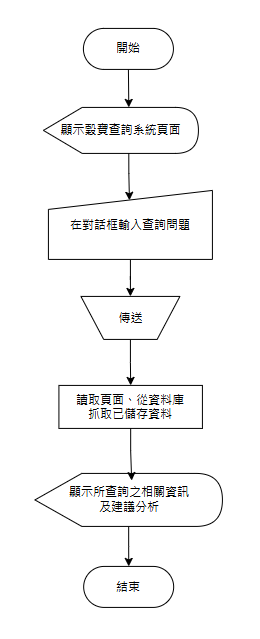 開始
顯示穀寶查詢系統頁面
在對話框輸入查詢問題
傳送
讀取頁面、從資料庫
抓取已儲存資料
顯示所查詢之相關資訊
及建議分析
結束